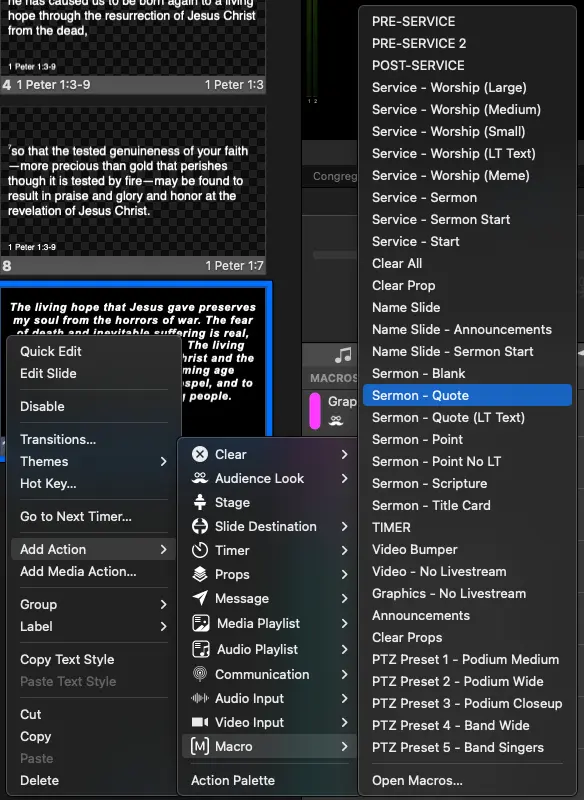 he has caused us to be born again to a living
hope through the resurrection of Jesus Christ
from the dead,
1 Peter 1:3-9
4 1 Peter 1:3-9 1 Peter 1:3
7so that the tested genuineness of your faith
—more precious than gold that perishes
though it is tested by fire—may be found to
result in praise and glory and honor at the
revelation of Jesus Christ.
1 Peter 1:3-9
8 1 Peter 1:7
The living hope that Jesus gave preserves
my soul from the horrors of war. The fear
of death and inevitable suffering is real,
The living
hrist and the
ming age
spel, and to
g people.
Quick Edit
Edit Slide
Disable
Transitions...
Themes
Hot Key...
Go to Next Timer...
Add Action
Add Media Action...
Group
Label
Copy Text Style
Paste Text Style
Cut
Copy
Paste
Delete
Clear
Audience Look
Stage
Slide Destination
Timer
Props
Message
Media Playlist
Audio Playlist
Communication
Audio Input
Video Input
[M] Macro
Action Palette
1 2
Congreg
MACROS
Grap
PRE-SERVICE
PRE-SERVICE 2
POST-SERVICE
Service - Worship (Large)
Service - Worship (Medium)
Service - Worship (Small)
Service - Worship (LT Text)
Service - Worship (Meme)
Service - Sermon
Service - Sermon Start
Service - Start
Clear All
Clear Prop
Name Slide
Name Slide - Announcements
Name Slide - Sermon Start
Sermon - Blank
Sermon - Quote
Sermon - Quote (LT Text)
Sermon - Point
Sermon - Point No LT
Sermon - Scripture
Sermon - Title Card
TIMER
Video Bumper
Video - No Livestream
Graphics - No Livestream
Announcements
Clear Props
PTZ Preset 1 - Podium Medium
PTZ Preset 2 - Podium Wide
PTZ Preset 3 - Podium Closeup
PTZ Preset 4 - Band Wide
PTZ Preset 5 - Band Singers
Open Macros...